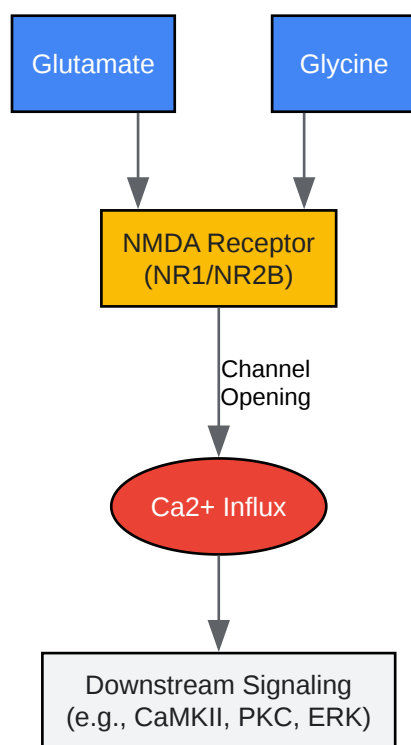 Glutamate
Glycine
NMDA Receptor
(NR1/NR2B)
Channel
Opening
Ca2+ Influx
Downstream Signaling
(e.g., CaMKII, PKC, ERK)